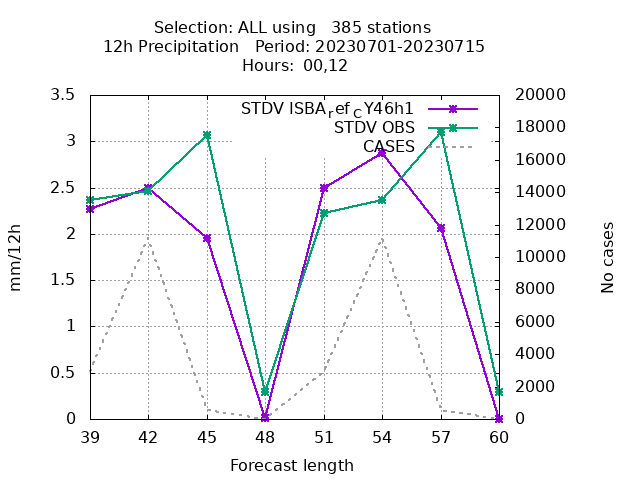 Selection: ALL using   385 stations
12h Precipitation   Period: 20230701-20230715
Hours: 00,12
3.5
3
2.5
2
1.5
1
0.5
0
mm/12h
STDV ISBAref CY46h1
STDV OBS
CASES
20000
18000
16000
14000
12000
10000
8000
6000
4000
2000
0
No cases
39 42 45 48 51 54 57 60
Forecast length